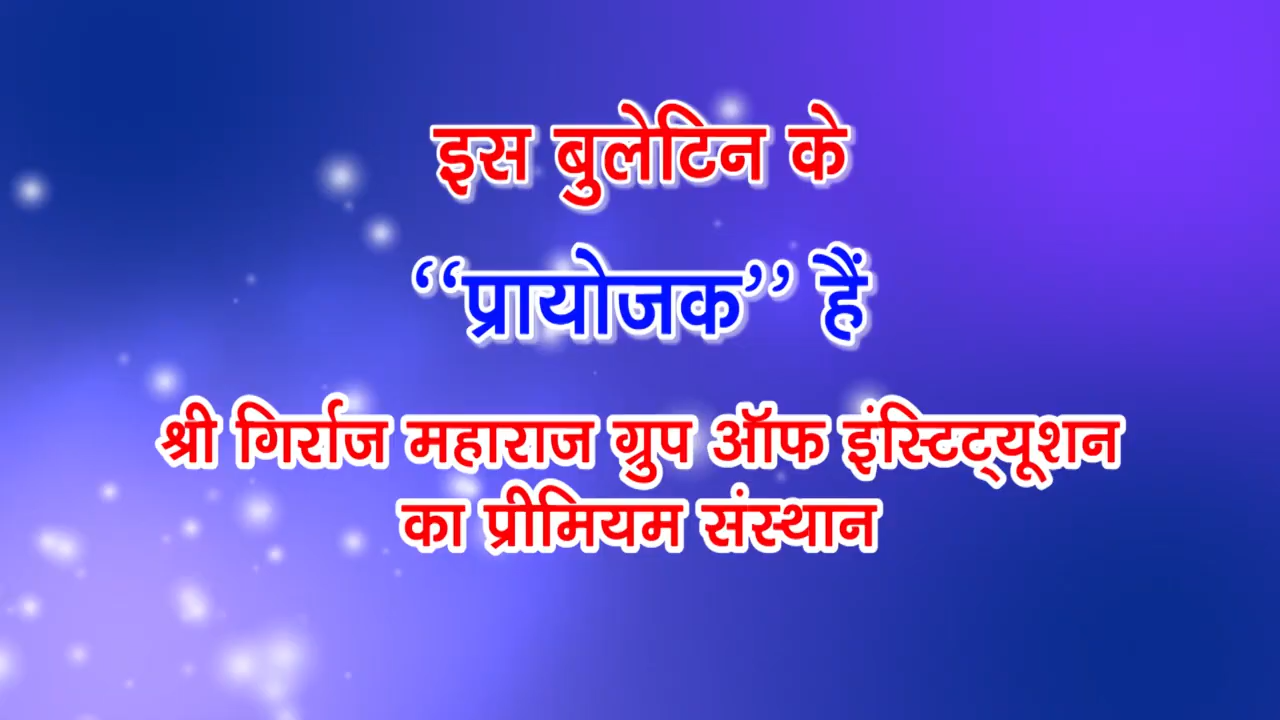 इस बुलेटिन के
“प्रायोजक” हैं
श्री गिर्राज महाराज ग्रुप ऑफ इंस्टिट्यूशन
का प्रीमियम संस्थान